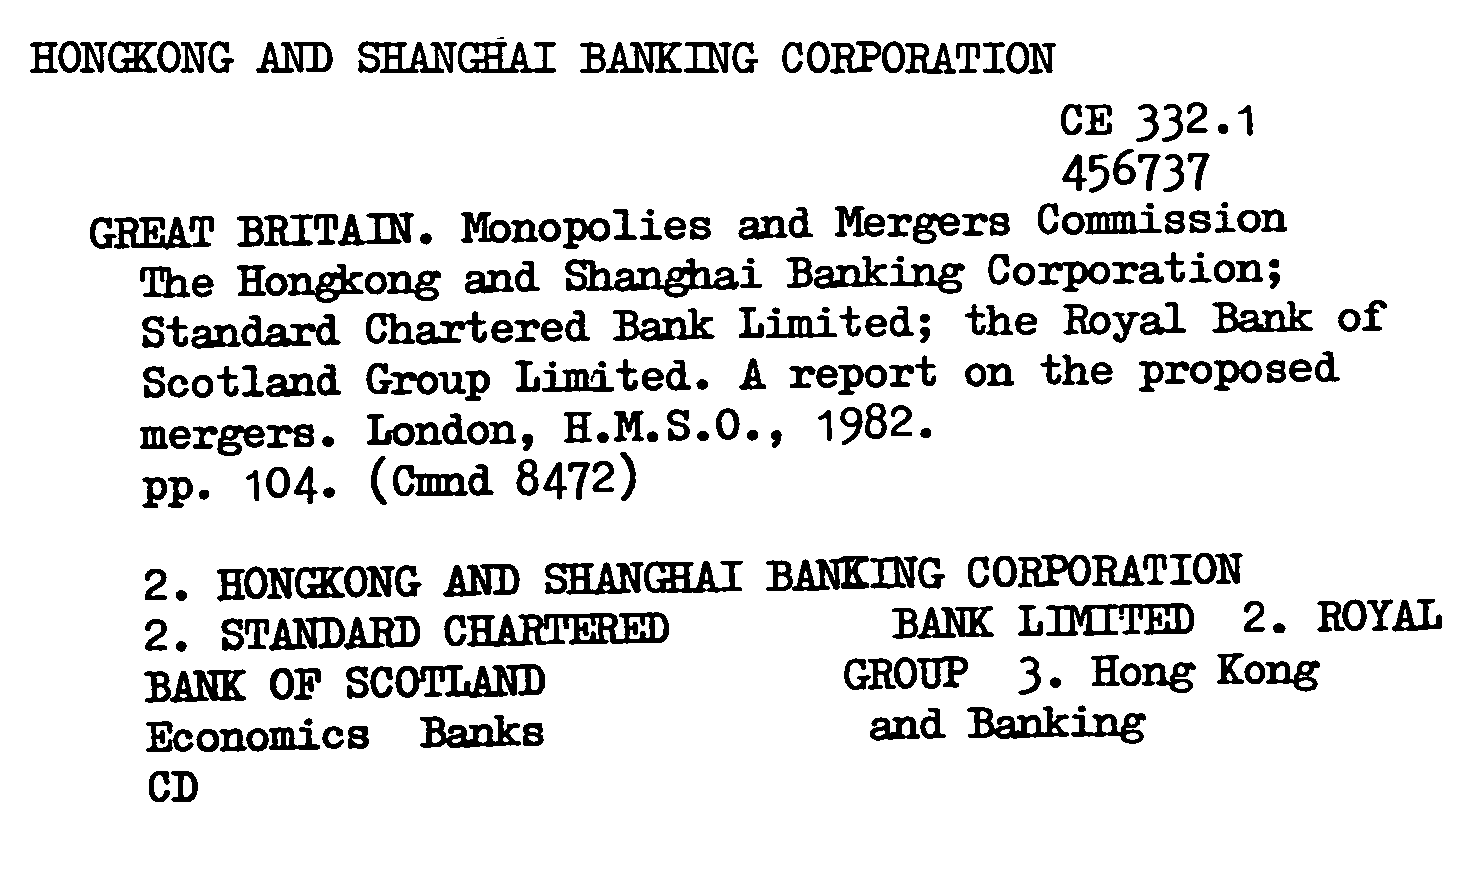 HONGKONG AND SHANGHAI BANKING CORPORATION
CE 332.1
456737
GREAT BRITAIN. Monopolies and Mergers Commission
The Hongkong and Shanghai Banking Corporation;
Standard Chartered Bank Limited; the Royal Bank of
Scotland Group Limited. A report on the proposed
mergers. London, H.M.S.O., 1982.
pp. 104. (Cmnd 8472)
2. HONGKONG AND SHANGHAI BANKING CORPORATION
2. STANDARD CHARTERED BANK LIMITED 2. ROYAL
BANK OF SCOTLAND GROUP 3. Hong Kong
Economics Banks and Banking
CD